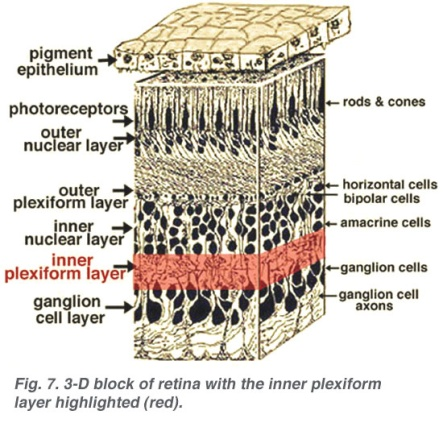 pigment
epithelium
photoreceptors
outer
nuclear layer
outer
plexiform layer
inner
nuclear layer
inner
plexiform layer
ganglion
cell layer
rods & cones
horizontal cells
bipolar cells
amacrine cells
ganglion cells
ganglion cell
axons
Fig. 7. 3-D block of retina with the inner plexiform
layer highlighted (red).